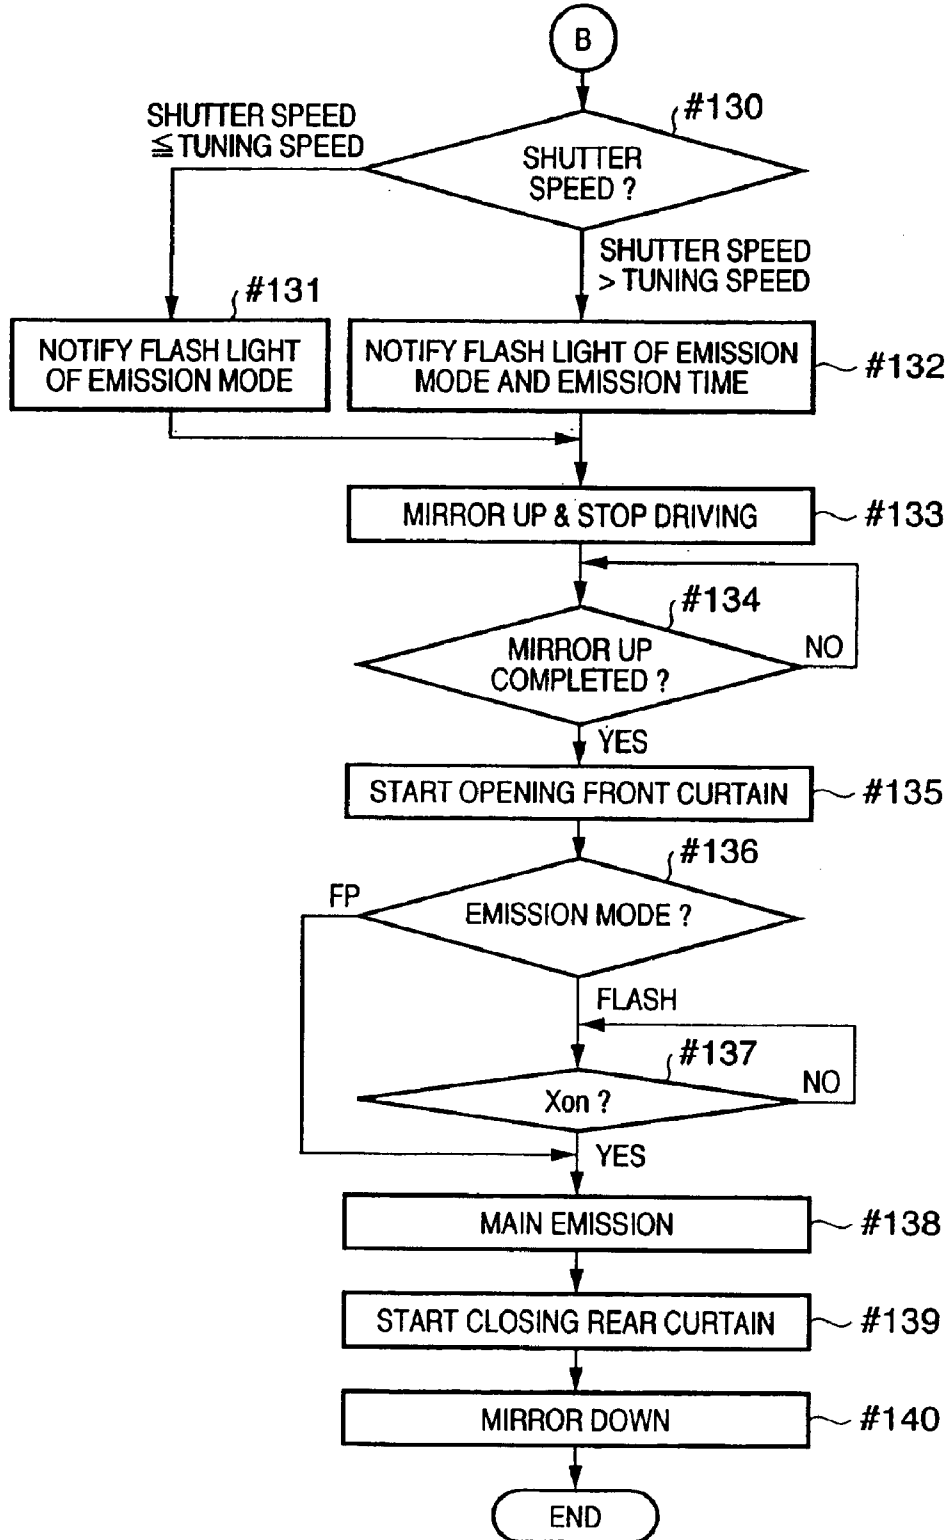 B
#130
SHUTTER SPEED
≦TUNING SPEED
SHUTTER
SPEED ?
SHUTTER SPEED
> TUNING SPEED
#131
NOTIFY FLASH LIGHT
OF EMISSION MODE
NOTIFY FLASH LIGHT OF EMISSION
MODE AND EMISSION TIME
#132
MIRROR UP & STOP DRIVING
#133
#134
MIRROR UP
COMPLETED ?
NO
YES
START OPENING FRONT CURTAIN
#135
#136
FP
EMISSION MODE ?
FLASH
#137
NO
Xon ?
YES
MAIN EMISSION
#138
START CLOSING REAR CURTAIN
#139
MIRROR DOWN
#140
END